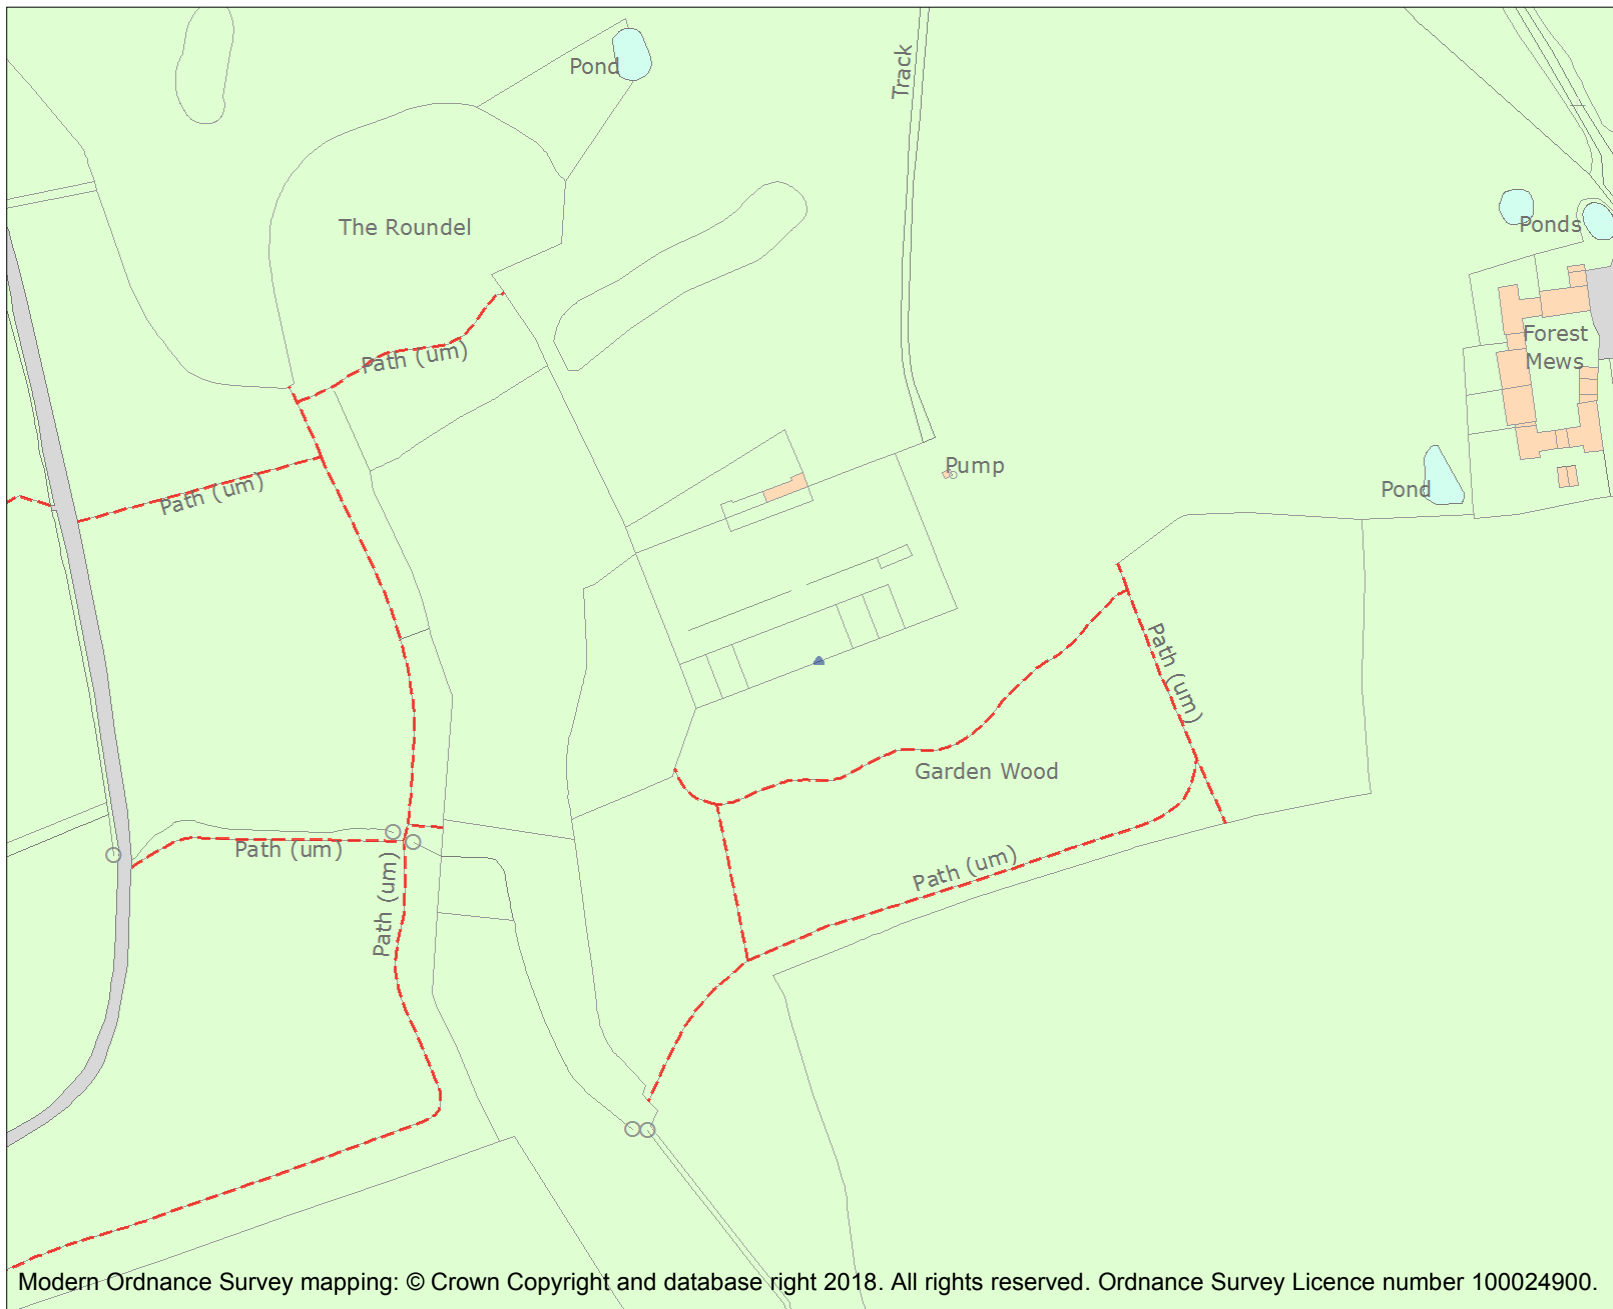 Pond
Track
The Roundel
Ponds
Forest
Mews
Path (um)
Pump
Path (um)
Pond
Path (um)
Garden Wood
Path (um)
Path (um)
Path (um)
Modern Ordnance Survey mapping: © Crown Copyright and database right 2018. All rights reserved. Ordnance Survey Licence number 100024900.